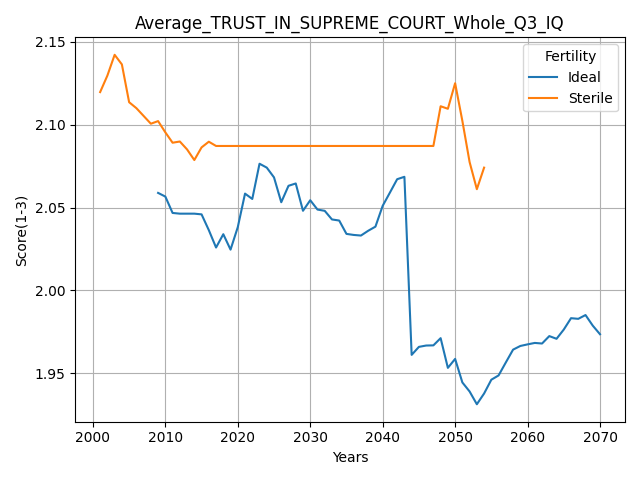 Average_TRUST_IN_SUPREME_COURT_Whole_Q3_IQ
Fertility
Ideal
Sterile
2.15
2.10
2.05
2.00
1.95
Score(1-3)
2000 2010 2020 2030 2040 2050 2060 2070
Years